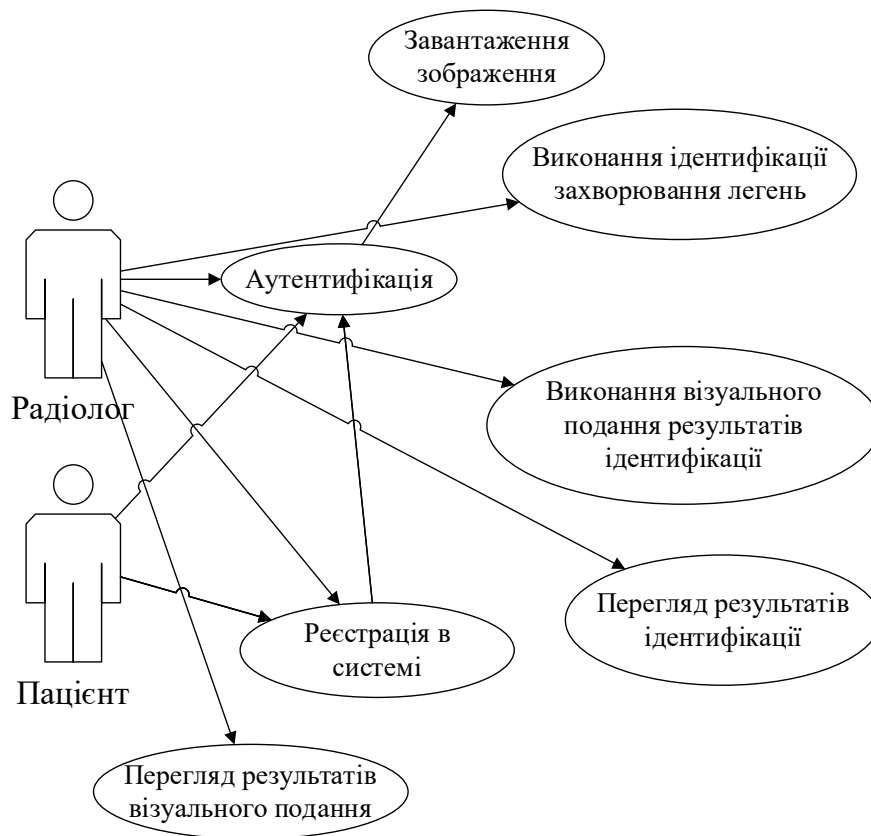 Завантаження
зображення
Виконання ідентифікації
захворювання легень
Аутентифікація
Радіолог
Виконання візуального
подання результатів
ідентифікації
Перегляд результатів
ідентифікації
Реєстрація в
системі
Пацієнт
Перегляд результатів
візуального подання